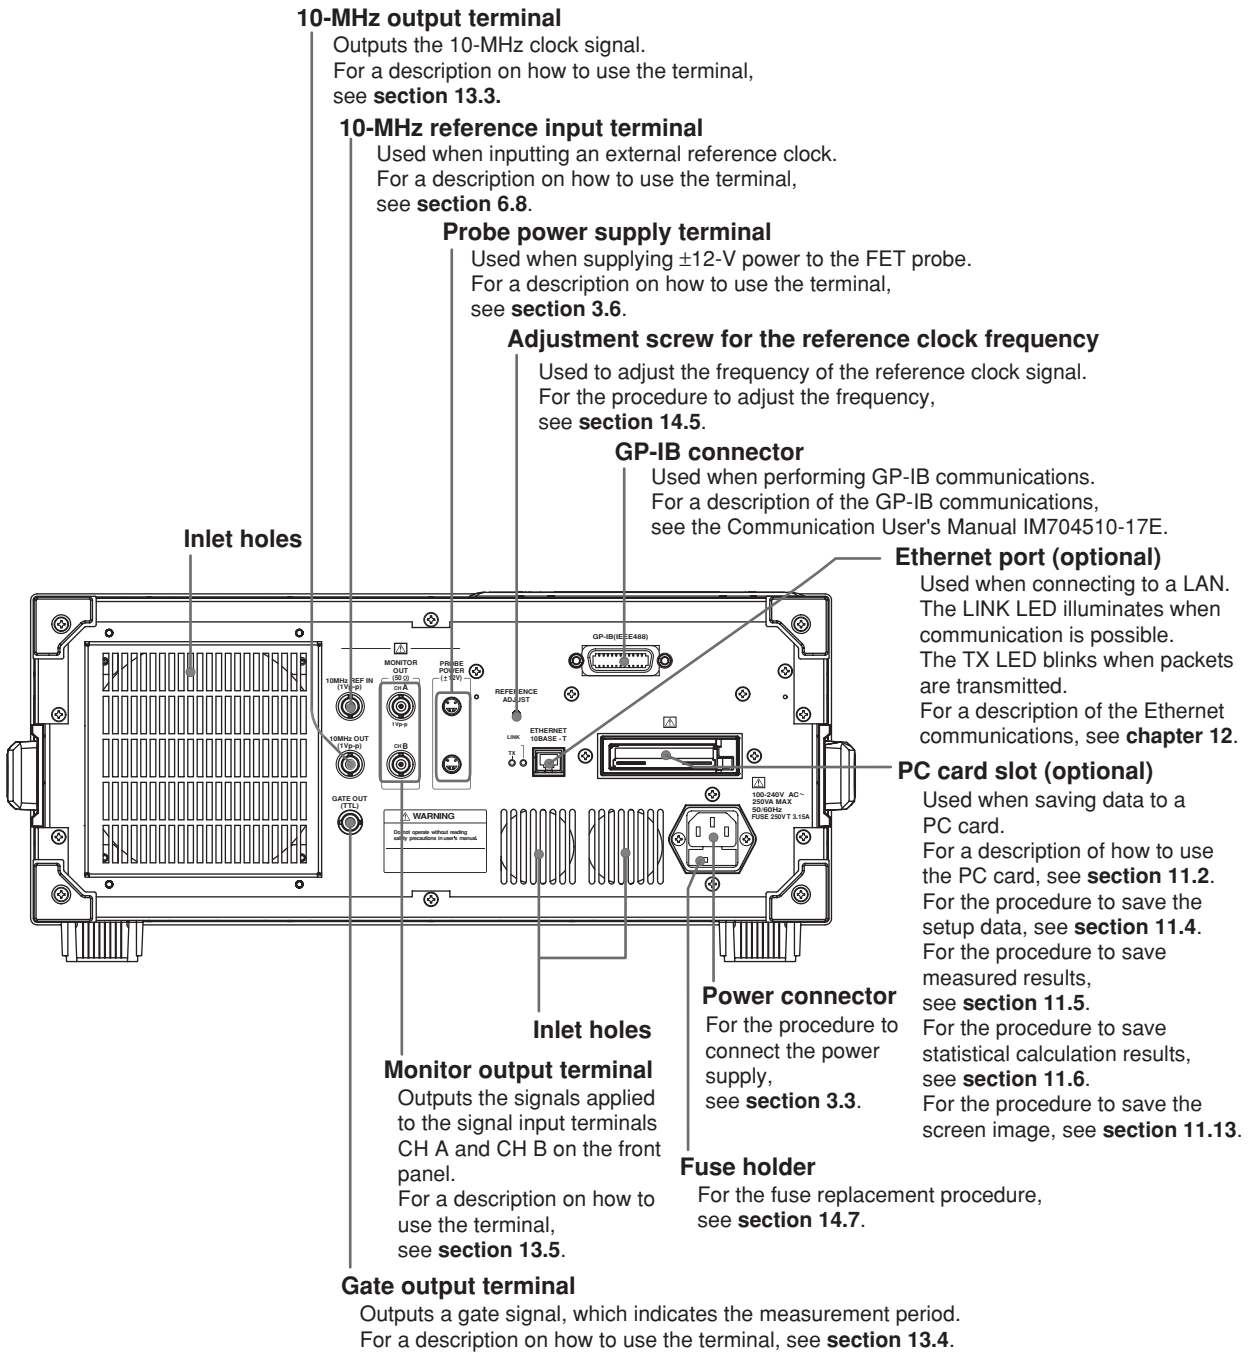 10-MHz output terminal
Outputs the 10-MHz clock signal.
For a description on how to use the terminal,
see section 13.3.
10-MHz reference input terminal
Used when inputting an external reference clock.
For a description on how to use the terminal,
see section 6.8.
Probe power supply terminal
Used when supplying ±12-V power to the FET probe.
For a description on how to use the terminal,
see section 3.6.
Adjustment screw for the reference clock frequency
Used to adjust the frequency of the reference clock signal.
For the procedure to adjust the frequency,
see section 14.5.
GP-IB connector
Used when performing GP-IB communications.
For a description of the GP-IB communications,
see the Communication User's Manual IM704510-17E.
Inlet holes
Ethernet port (optional)
Used when connecting to a LAN.
The LINK LED illuminates when
communication is possible.
The TX LED blinks when packets
are transmitted.
For a description of the Ethernet
communications, see chapter 12.
PC card slot (optional)
Used when saving data to a
PC card.
For a description of how to use
the PC card, see section 11.2.
For the procedure to save the
setup data, see section 11.4.
For the procedure to save
measured results,
see section 11.5.
For the procedure to save
statistical calculation results,
see section 11.6.
For the procedure to save the
screen image, see section 11.13.
GP-IB(IEEE488)
MONITOR
OUT
(50Ω)
PROBE
POWER
(±12V)
10MHz REF IN
(1Vp-p)
CH A
1Vp-p
REFERENCE
ADJUST
10MHz OUT
(1Vp-p)
CH B
LINK
TX
ETHERNET
10BASE - T
GATE OUT
(TTL)
WARNING
Do not operate without reading
safety precautions in user's manual.
100-240V AC~
250VA MAX
50/60Hz
FUSE 250V T 3.15A
Power connector
For the procedure to
connect the power
supply,
see section 3.3.
Inlet holes
Monitor output terminal
Outputs the signals applied
to the signal input terminals
CH A and CH B on the front
panel.
For a description on how to
use the terminal,
see section 13.5.
Fuse holder
For the fuse replacement procedure,
see section 14.7.
Gate output terminal
Outputs a gate signal, which indicates the measurement period.
For a description on how to use the terminal, see section 13.4.